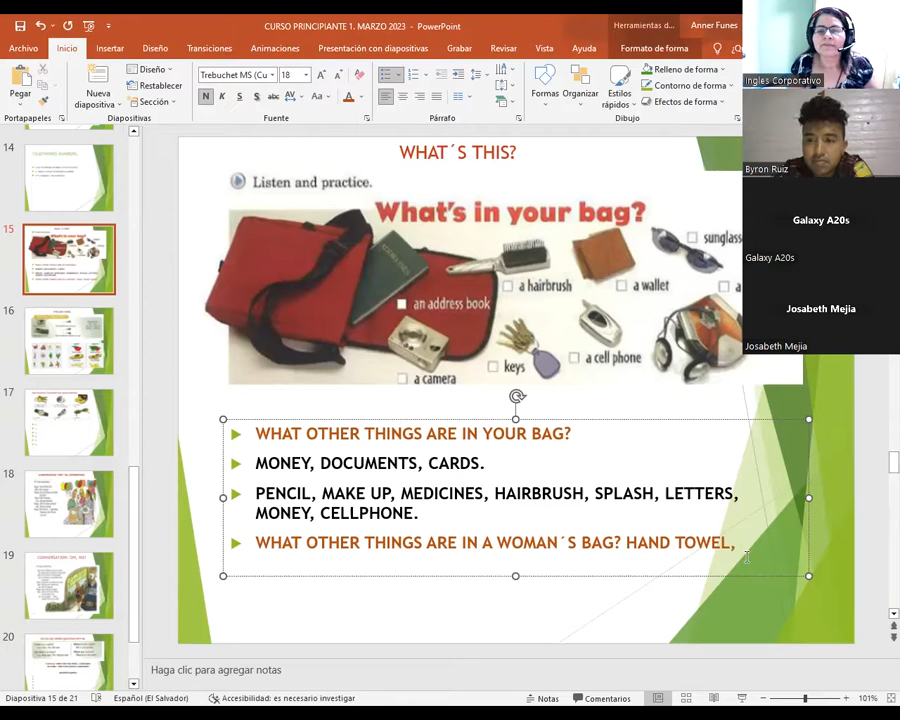 CURSO PRINCIPIANTE 1. MARZO 2023 - PowerPoint
Herramientas d...
Anner Funes
Archivo
Inicio
Insertar
Diseño
Transiciones
Animaciones
Presentación con diapositivas
Grabar
Revisar
Vista
Ayuda
Formato de forma
Pegar
Nueva diapositiva
Diseño
Restablecer
Sección
Trebuchet MS (Cu
18
N K S S abc AV Aa A
Formas
Organizar
Estilos rápidos
Relleno de forma
Contorno de forma
Efectos de forma
Portapapeles
Diapositivas
Fuente
Párrafo
Dibujo
Ingles Corporativo
Byron Ruiz
Galaxy A20s
Galaxy A20s
Josabeth Mejia
Josabeth Mejia
14
15
16
17
18
19
20
WHAT´S THIS?
Listen and practice.
What's in your bag?
sunglass
an address book
a hairbrush
a wallet
a
a camera
keys
a cell phone
WHAT OTHER THINGS ARE IN YOUR BAG?
MONEY, DOCUMENTS, CARDS.
PENCIL, MAKE UP, MEDICINES, HAIRBRUSH, SPLASH, LETTERS,
MONEY, CELLPHONE.
WHAT OTHER THINGS ARE IN A WOMAN´S BAG? HAND TOWEL,
Haga clic para agregar notas
Diapositiva 15 de 21
Español (El Salvador)
Accesibilidad: es necesario investigar
Notas
Comentarios
101%